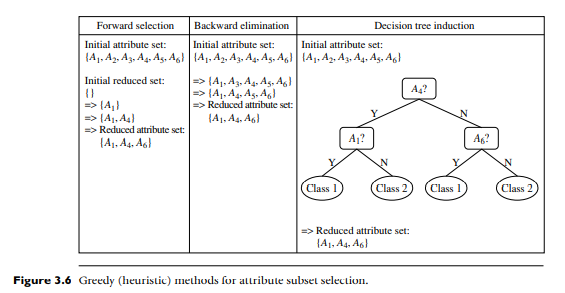 Forward selection
Initial attribute set:
{A1, A2, A3, A4, A5, A6}
Initial reduced set:
{}
=> {A1}
=> {A1, A4}
=> Reduced attribute set:
{A1, A4, A6}
Backward elimination
Initial attribute set:
{A1, A2, A3, A4, A5, A6}
=> {A1, A3, A4, A5, A6}
=> {A1, A4, A5, A6}
=> Reduced attribute set:
{A1, A4, A6}
Decision tree induction
Initial attribute set:
{A1, A2, A3, A4, A5, A6}
A4?
Y
N
A1?
A6?
Y
N
Y
N
Class 1
Class 2
Class 1
Class 2
=> Reduced attribute set:
{A1, A4, A6}
Figure 3.6 Greedy (heuristic) methods for attribute subset selection.